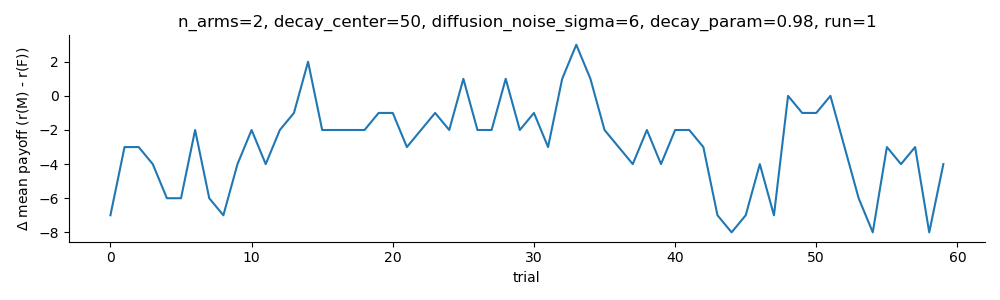 n_arms=2, decay_center=50, diffusion_noise_sigma=6, decay_param=0.98, run=1
Δ mean payoff (r(M) - r(F))
2
0
−2
−4
−6
−8
0 10 20 30 40 50 60
trial